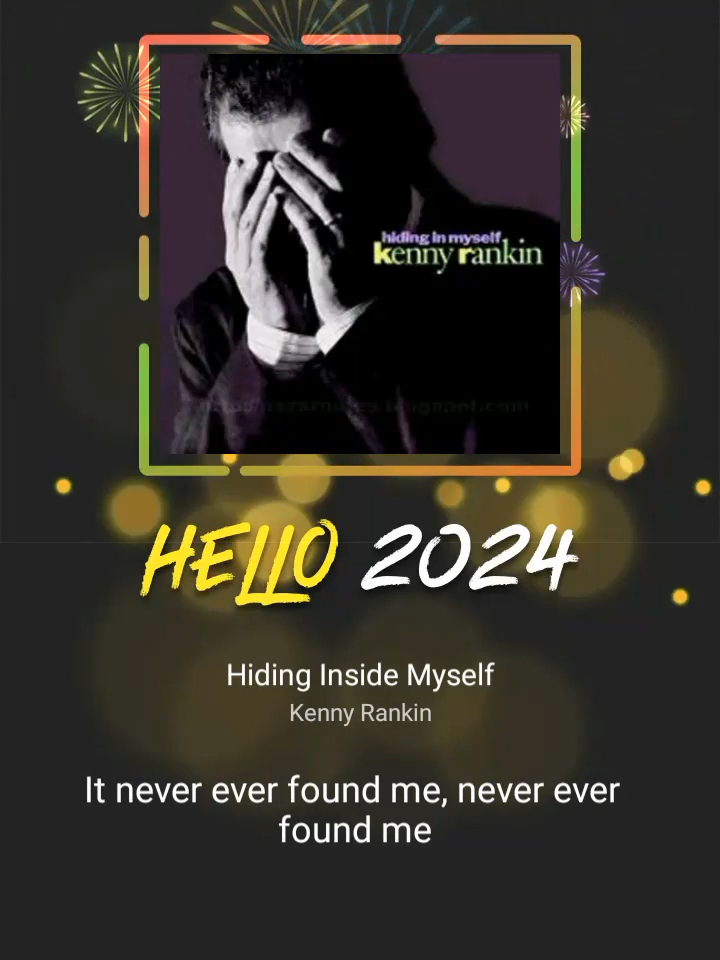 hiding in myself
kenny rankin
HELLO 2024
Hiding Inside Myself
Kenny Rankin
It never ever found me, never ever
found me